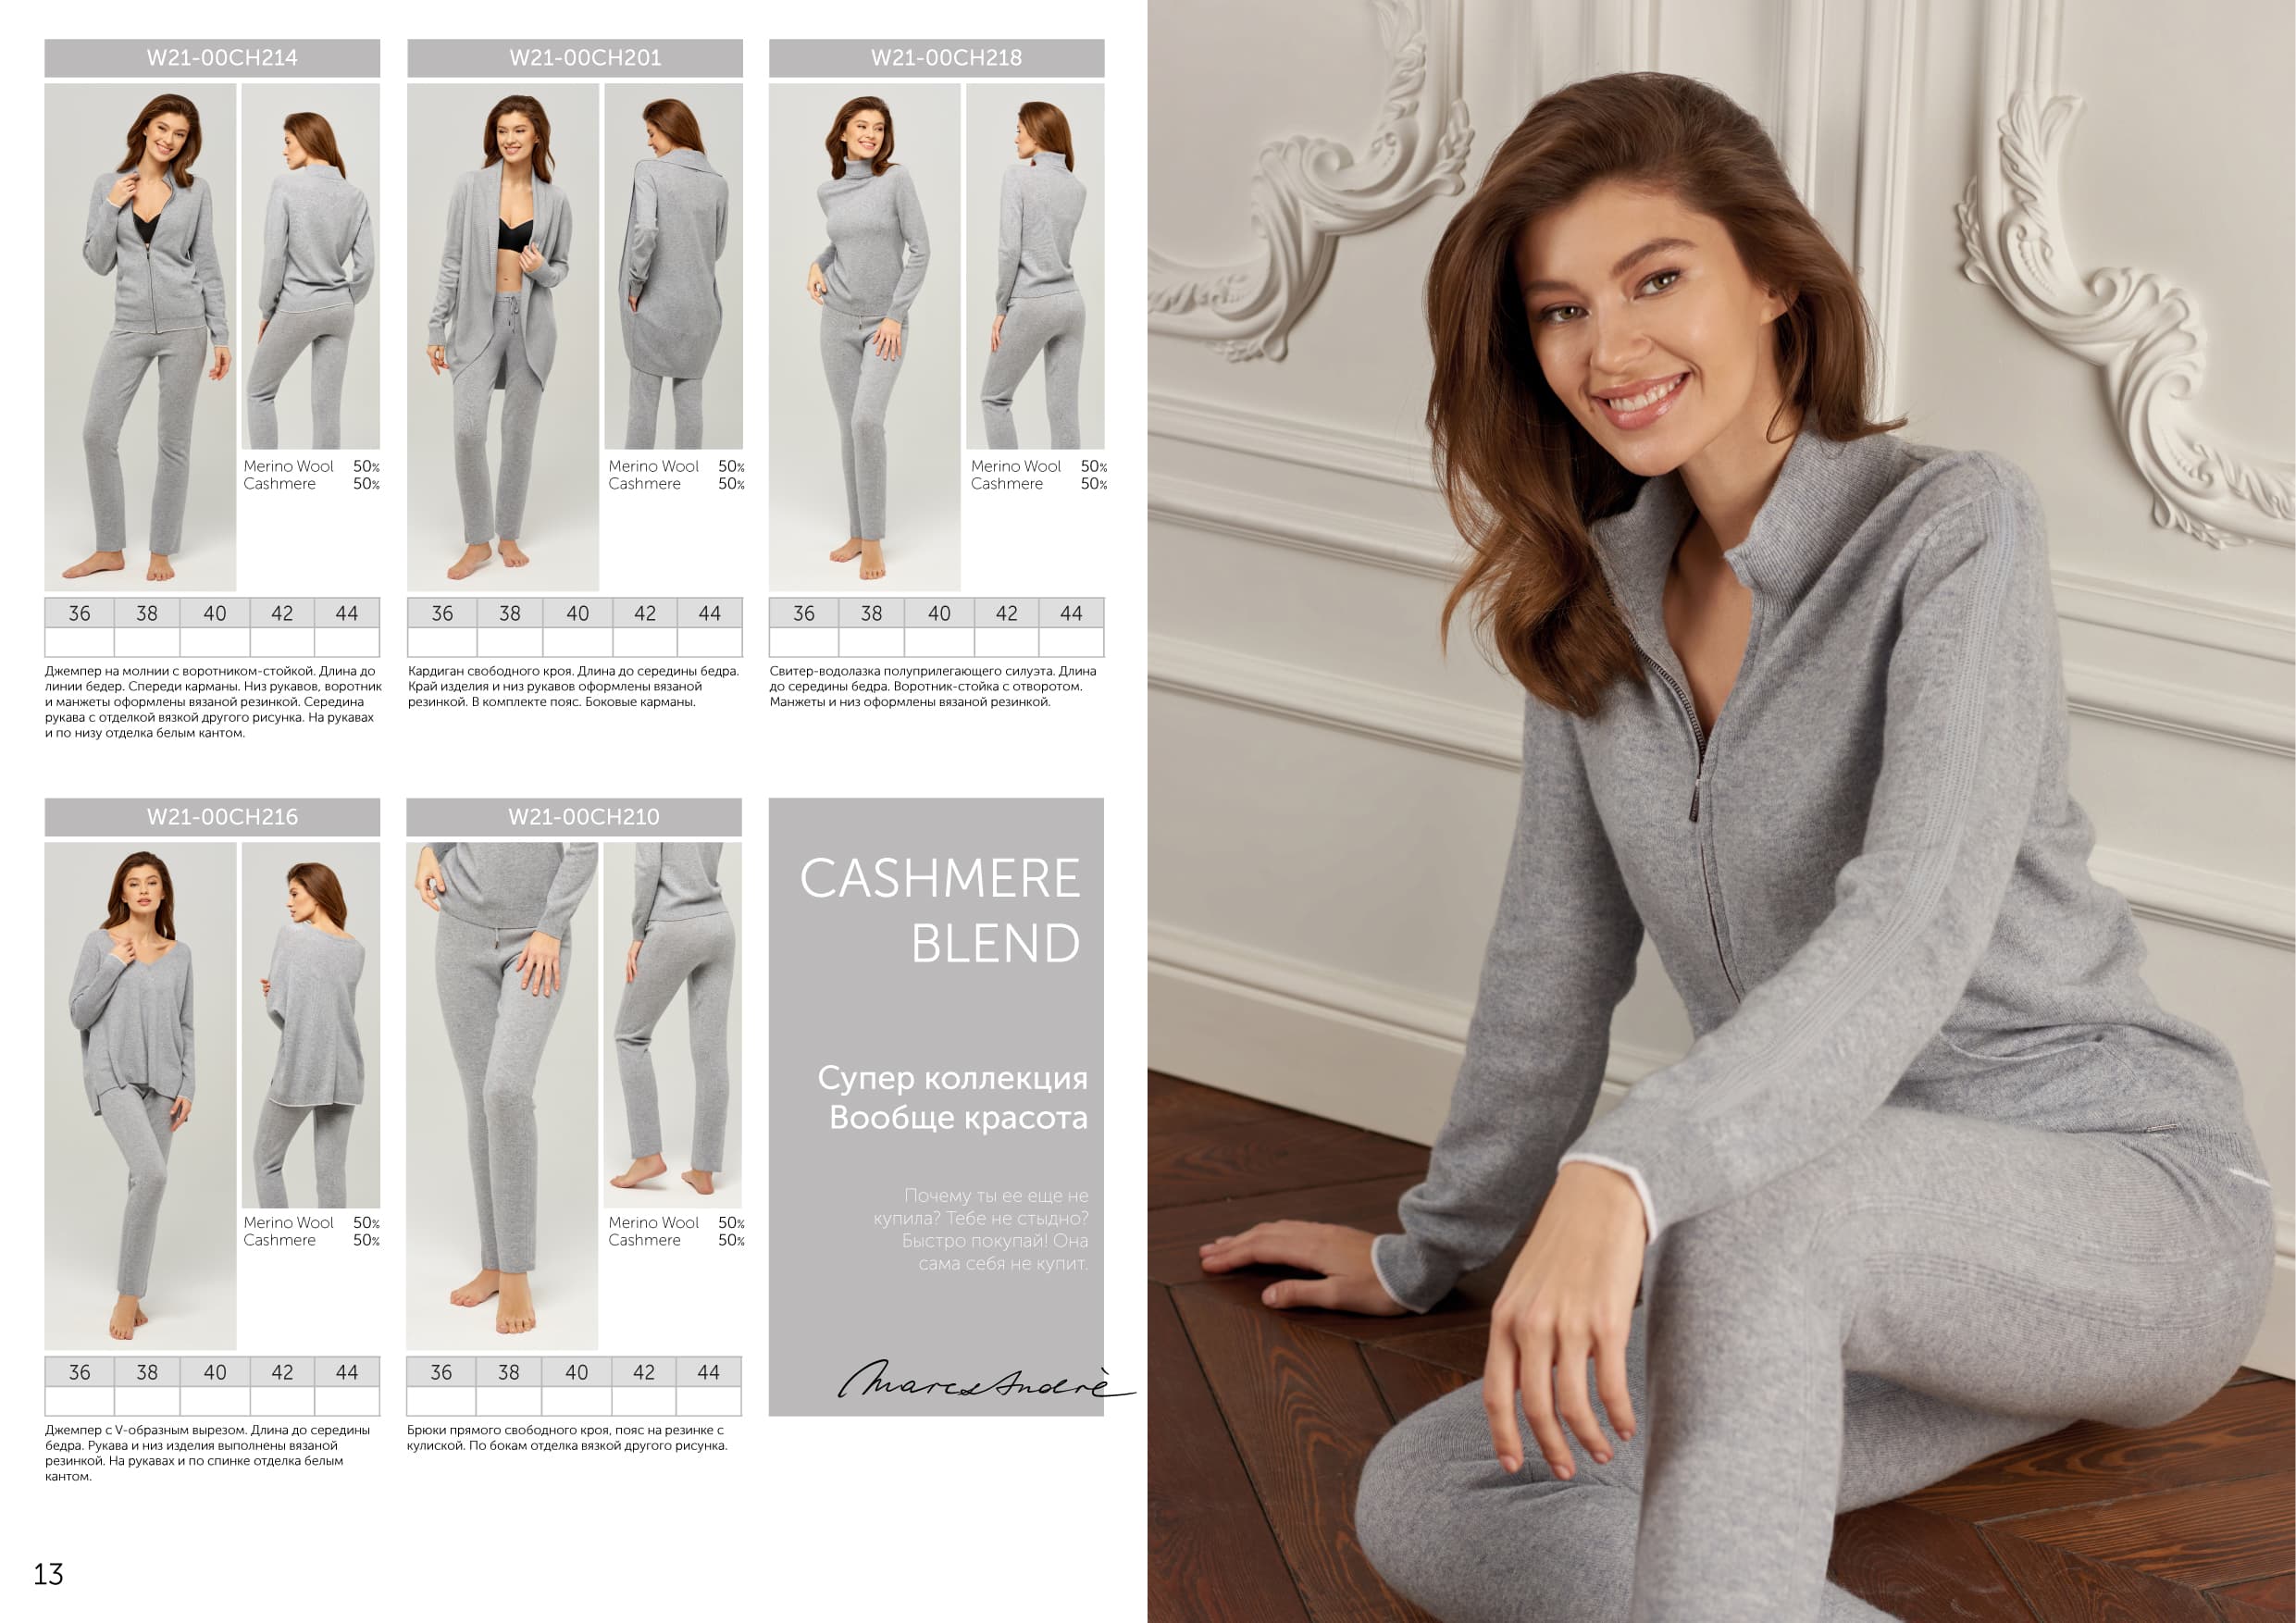 W21-00CH214
Merino Wool 50%
Cashmere 50%
36 38 40 42 44
Джемпер на молнии с воротником-стойкой. Длина до
линии бедер. Спереди карманы. Низ рукавов, воротник
и манжеты оформлены вязаной резинкой. Середина
рукава с отделкой вязкой другого рисунка. На рукавах
и по низу отделка белым кантом.
W21-00CH201
Merino Wool 50%
Cashmere 50%
36 38 40 42 44
Кардиган свободного кроя. Длина до середины бедра.
Край изделия и низ рукавов оформлены вязаной
резинкой. В комплекте пояс. Боковые карманы.
W21-00CH218
Merino Wool 50%
Cashmere 50%
36 38 40 42 44
Свитер-водолазка полуприлегающего силуэта. Длина
до середины бедра. Воротник-стойка с отворотом.
Манжеты и низ оформлены вязаной резинкой.
W21-00CH216
Merino Wool 50%
Cashmere 50%
36 38 40 42 44
Джемпер с V-образным вырезом. Длина до середины
бедра. Рукава и низ изделия выполнены вязаной
резинкой. На рукавах и по спинке отделка белым
кантом.
W21-00CH210
Merino Wool 50%
Cashmere 50%
36 38 40 42 44
Брюки прямого свободного кроя, пояс на резинке с
кулиской. По бокам отделка вязкой другого рисунка.
CASHMERE
BLEND
Супер коллекция
Вообще красота
Почему ты ее еще не
купила? Тебе не стыдно?
Быстро покупай! Она
сама себя не купит.
Marc&Andrè
13